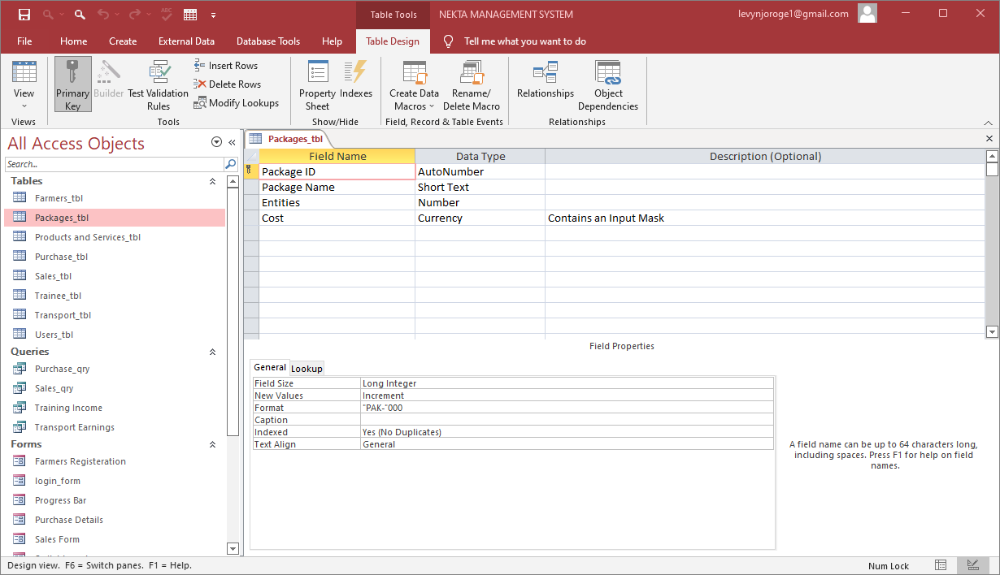 Table Tools
NEKTA MANAGEMENT SYSTEM
levynjoroge1@gmail.com
File
Home
Create
External Data
Database Tools
Help
Table Design
Tell me what you want to do
View
Primary
Key
Builder
Test Validation
Rules
Insert Rows
Delete Rows
Modify Lookups
Property
Sheet
Indexes
Create Data
Macros
Rename/
Delete Macro
Relationships
Object
Dependencies
Views
Tools
Show/Hide
Field, Record & Table Events
Relationships
All Access Objects
Search...
Tables
Farmers_tbl
Packages_tbl
Products and Services_tbl
Purchase_tbl
Sales_tbl
Trainee_tbl
Transport_tbl
Users_tbl
Queries
Purchase_qry
Sales_qry
Training Income
Transport Earnings
Forms
Farmers Registeration
login_form
Progress Bar
Purchase Details
Sales Form
Packages_tbl
Field Name
Data Type
Description (Optional)
Package ID
AutoNumber
Package Name
Short Text
Entities
Number
Cost
Currency
Contains an Input Mask
Field Properties
General
Lookup
Field Size
Long Integer
New Values
Increment
Format
"PAK-"000
Caption
Indexed
Yes (No Duplicates)
Text Align
General
A field name can be up to 64 characters long,
including spaces. Press F1 for help on field
names.
Design view.  F6 = Switch panes.  F1 = Help.
Num Lock